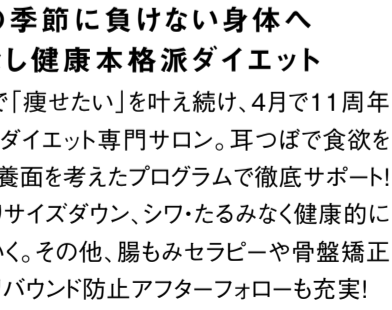 の季節に負けない身体へ
し健康本格派ダイエット
で「痩せたい」を叶え続け、4月で11周年
ダイエット専門サロン。耳つぼで食欲を
養面を考えたプログラムで徹底サポート!
サイズダウン、シワ・たるみなく健康的に
いく。その他、腸もみセラピーや骨盤矯正
バウンド防止アフターフォローも充実!